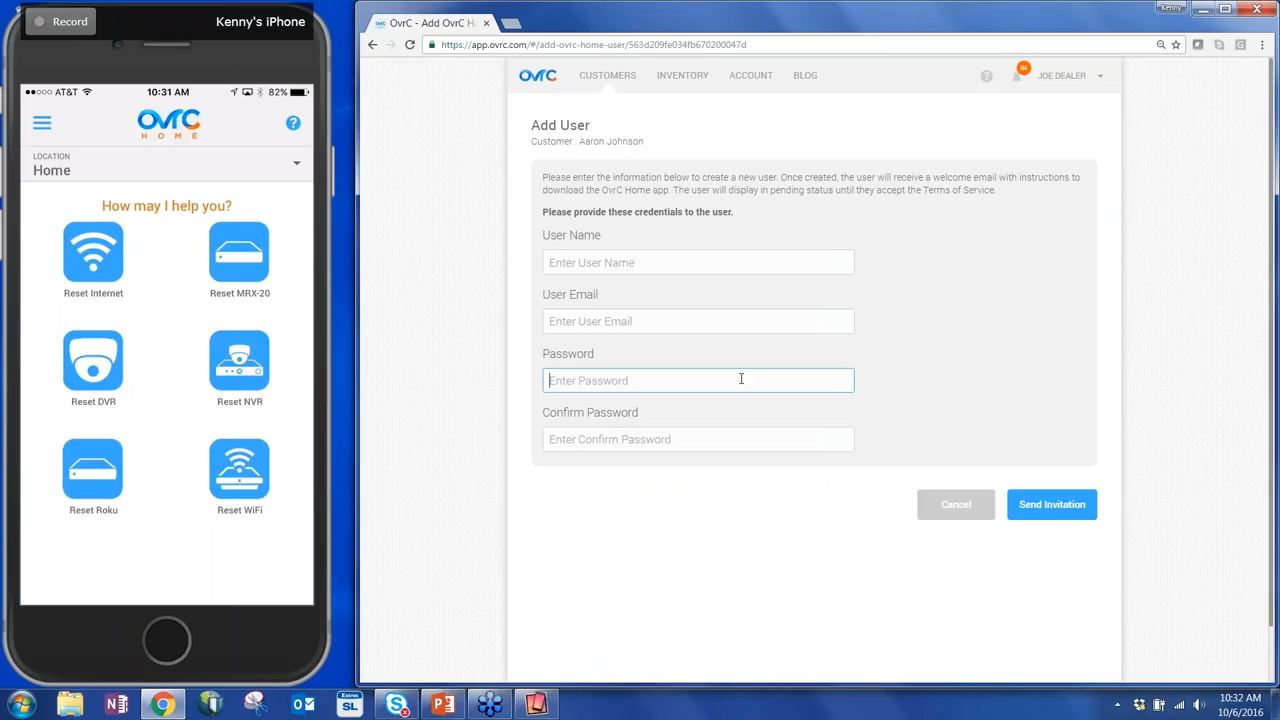 Record
Kenny's iPhone
AT&T
10:31 AM
82%
OVRC
HOME
LOCATION
Home
How may I help you?
Reset Internet
Reset MRX-20
Reset DVR
Reset NVR
Reset Roku
Reset WiFi
Kenny
OvrC - Add OvrC H
https://app.ovrc.com/#/add-ovrc-home-user/563d209fe034fb670200047d
OVRC
CUSTOMERS
INVENTORY
ACCOUNT
BLOG
84
JOE DEALER
Add User
Customer : Aaron Johnson
Please enter the information below to create a new user. Once created, the user will receive a welcome email with instructions to
download the OvrC Home app. The user will display in pending status until they accept the Terms of Service.
Please provide these credentials to the user.
User Name
Enter User Name
User Email
Enter User Email
Password
Enter Password
Confirm Password
Enter Confirm Password
Cancel
Send Invitation
Extron
SL
10:32 AM
10/6/2016